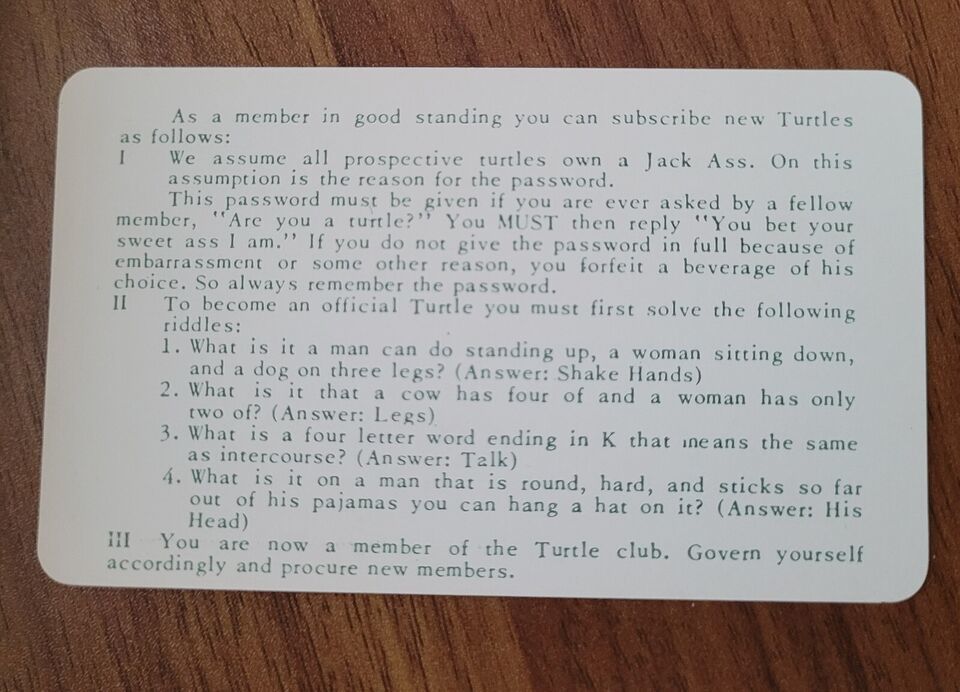 As a member in good standing you can subscribe new Turtles
as follows:
I We assume all prospective turtles own a Jack Ass. On this
assumption is the reason for the password.
This password must be given if you are ever asked by a fellow
member, "Are you a turtle?" You MUST then reply "You bet your
sweet ass I am." If you do not give the password in full because of
embarrassment or some other reason, you forfeit a beverage of his
choice. So always remember the password.
II To become an official Turtle you must first solve the following
riddles:
1. What is it a man can do standing up, a woman sitting down,
and a dog on three legs? (Answer: Shake Hands)
2. What is it that a cow has four of and a woman has only
two of? (Answer: Legs)
3. What is a four letter word ending in K that means the same
as intercourse? (Answer: Talk)
4. What is it on a man that is round, hard, and sticks so far
out of his pajamas you can hang a hat on it? (Answer: His
Head)
III You are now a member of the Turtle club. Govern yourself
accordingly and procure new members.